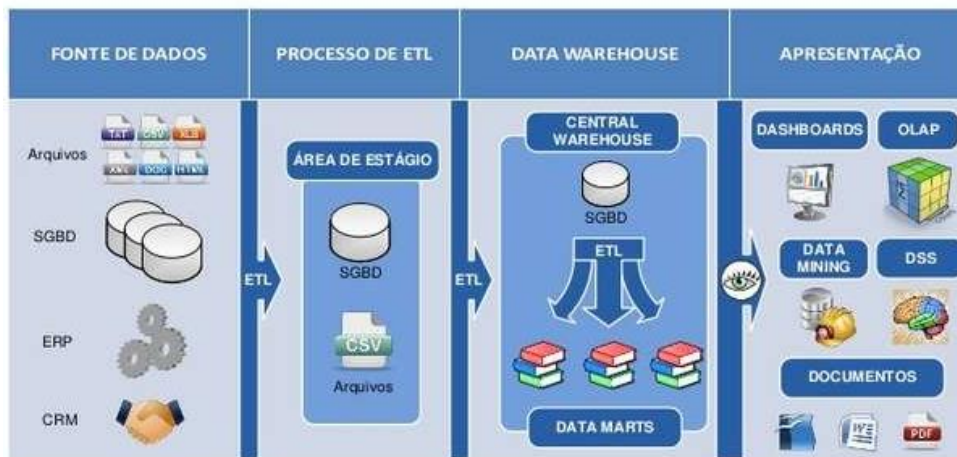 FONTE DE DADOS
PROCESSO DE ETL
DATA WAREHOUSE
APRESENTAÇÃO
Arquivos
TXT
CSV
XLS
XML
DOC
HTML
SGBD
ERP
CRM
ETL
ÁREA DE ESTÁGIO
SGBD
CSV
Arquivos
ETL
CENTRAL
WAREHOUSE
SGBD
ETL
DATA MARTS
DASHBOARDS
OLAP
DATA
MINING
DSS
DOCUMENTOS
W
PDF